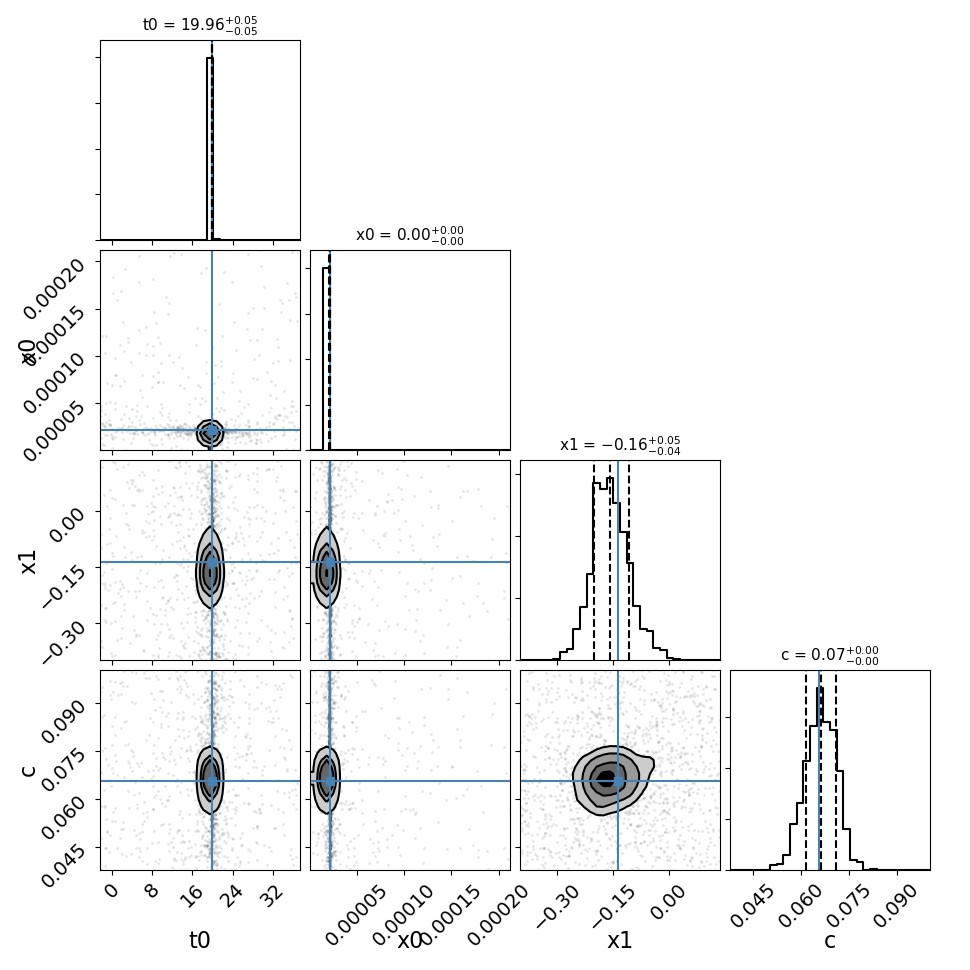 t0 = 19.96+0.05−0.05
x0 = 0.00+0.00−0.00
0.00020
0.00015
0.00010
0.00005
x0
x1 = −0.16+0.05−0.04
0.00
−0.15
−0.30
x1
c = 0.07+0.00−0.00
0.090
0.075
0.060
0.045
c
0 8 16 24 32
0.00005 0.00010 0.00015 0.00020
−0.30 −0.15 0.00
0.045 0.060 0.075 0.090
t0 x0 x1 c